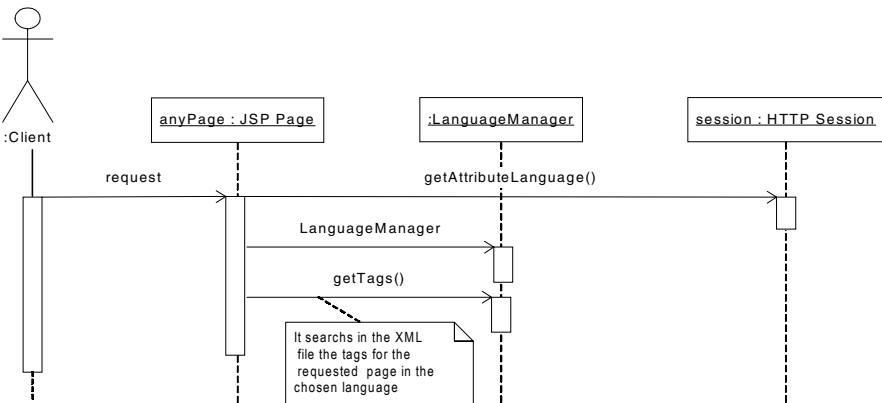 :Client
anyPage : JSP Page
:LanguageManager
session : HTTP Session
request
getAttributeLanguage()
LanguageManager
getTags()
It searchs in the XML
file the tags for the
requested page in the
chosen language